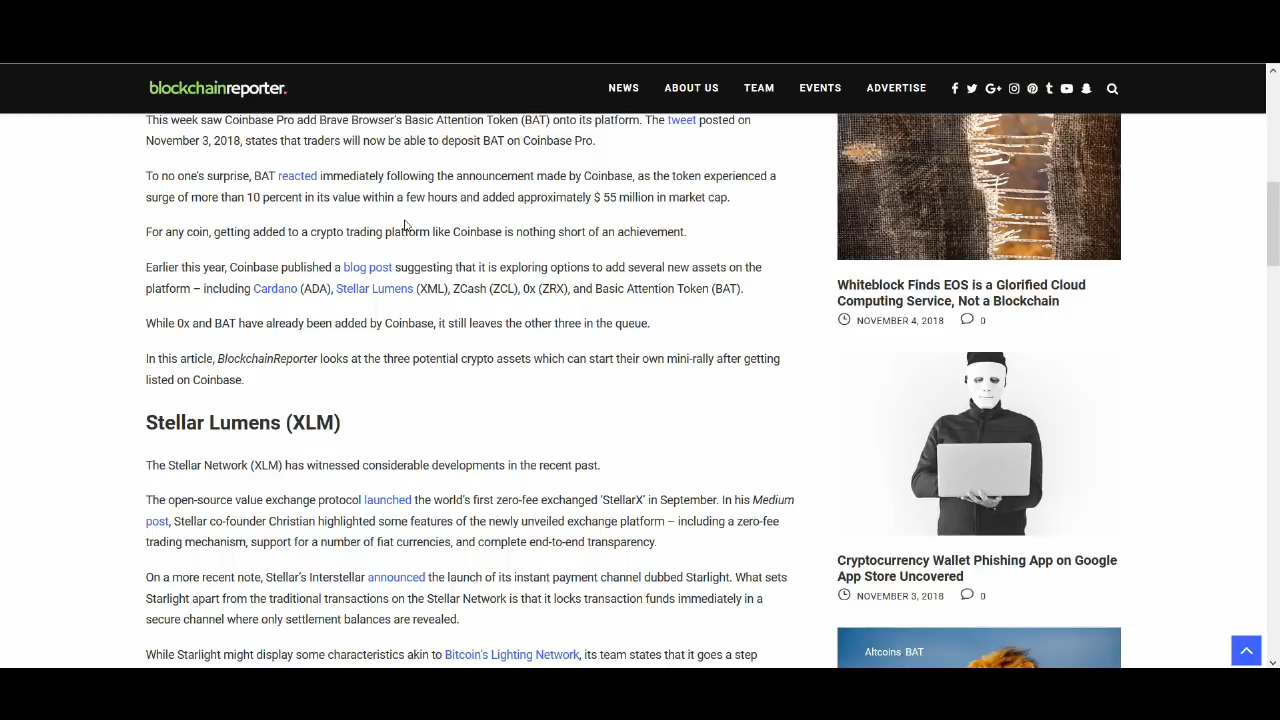 blockchainreporter.
NEWS ABOUT US TEAM EVENTS ADVERTISE
This week saw Coinbase Pro add Brave Browser's Basic Attention Token (BAT) onto its platform. The tweet posted on
November 3, 2018, states that traders will now be able to deposit BAT on Coinbase Pro.
To no one's surprise, BAT reacted immediately following the announcement made by Coinbase, as the token experienced a
surge of more than 10 percent in its value within a few hours and added approximately $ 55 million in market cap.
For any coin, getting added to a crypto trading platform like Coinbase is nothing short of an achievement.
Earlier this year, Coinbase published a blog post suggesting that it is exploring options to add several new assets on the
platform – including Cardano (ADA), Stellar Lumens (XML), ZCash (ZCL), 0x (ZRX), and Basic Attention Token (BAT).
While 0x and BAT have already been added by Coinbase, it still leaves the other three in the queue.
In this article, BlockchainReporter looks at the three potential crypto assets which can start their own mini-rally after getting
listed on Coinbase.
Stellar Lumens (XLM)
The Stellar Network (XLM) has witnessed considerable developments in the recent past.
The open-source value exchange protocol launched the world's first zero-fee exchanged 'StellarX' in September. In his Medium
post, Stellar co-founder Christian highlighted some features of the newly unveiled exchange platform – including a zero-fee
trading mechanism, support for a number of fiat currencies, and complete end-to-end transparency.
On a more recent note, Stellar's Interstellar announced the launch of its instant payment channel dubbed Starlight. What sets
Starlight apart from the traditional transactions on the Stellar Network is that it locks transaction funds immediately in a
secure channel where only settlement balances are revealed.
While Starlight might display some characteristics akin to Bitcoin's Lighting Network, its team states that it goes a step
Whiteblock Finds EOS is a Glorified Cloud
Computing Service, Not a Blockchain
NOVEMBER 4, 2018 0
Cryptocurrency Wallet Phishing App on Google
App Store Uncovered
NOVEMBER 3, 2018 0
Altcoins BAT